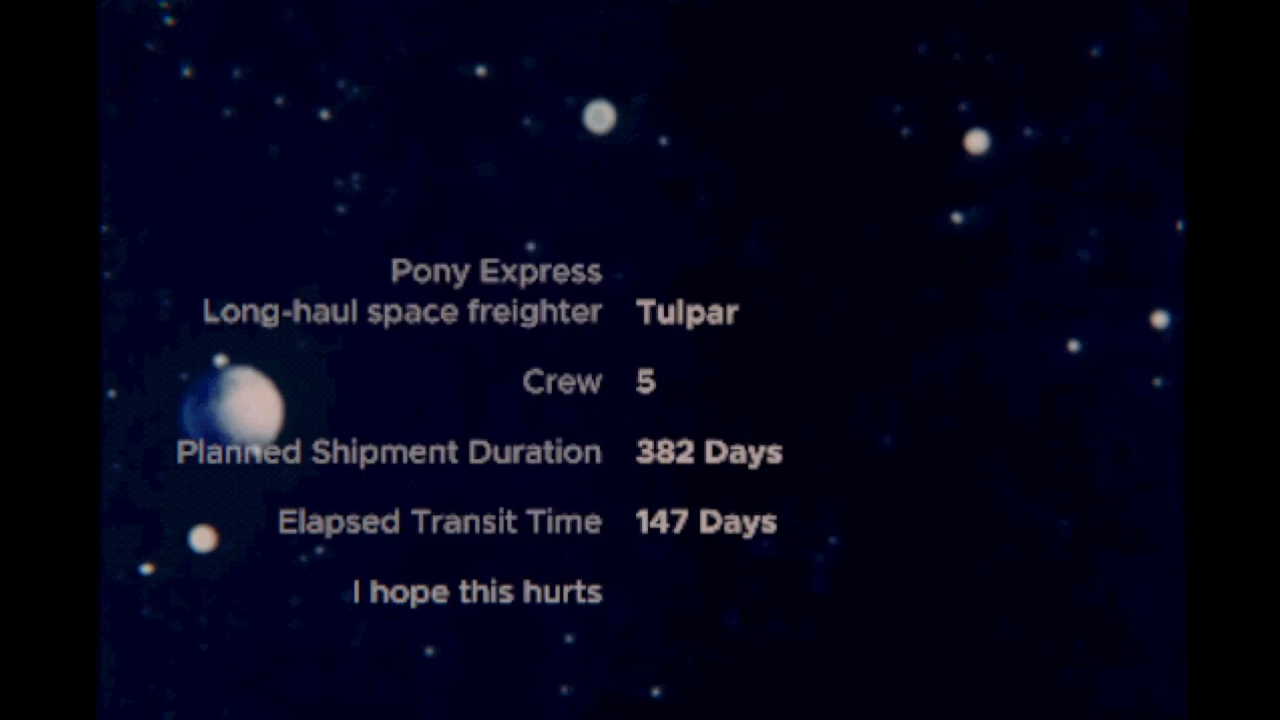 Pony Express
Long-haul space freighter Tulpar
Crew 5
Planned Shipment Duration 382 Days
Elapsed Transit Time 147 Days
I hope this hurts